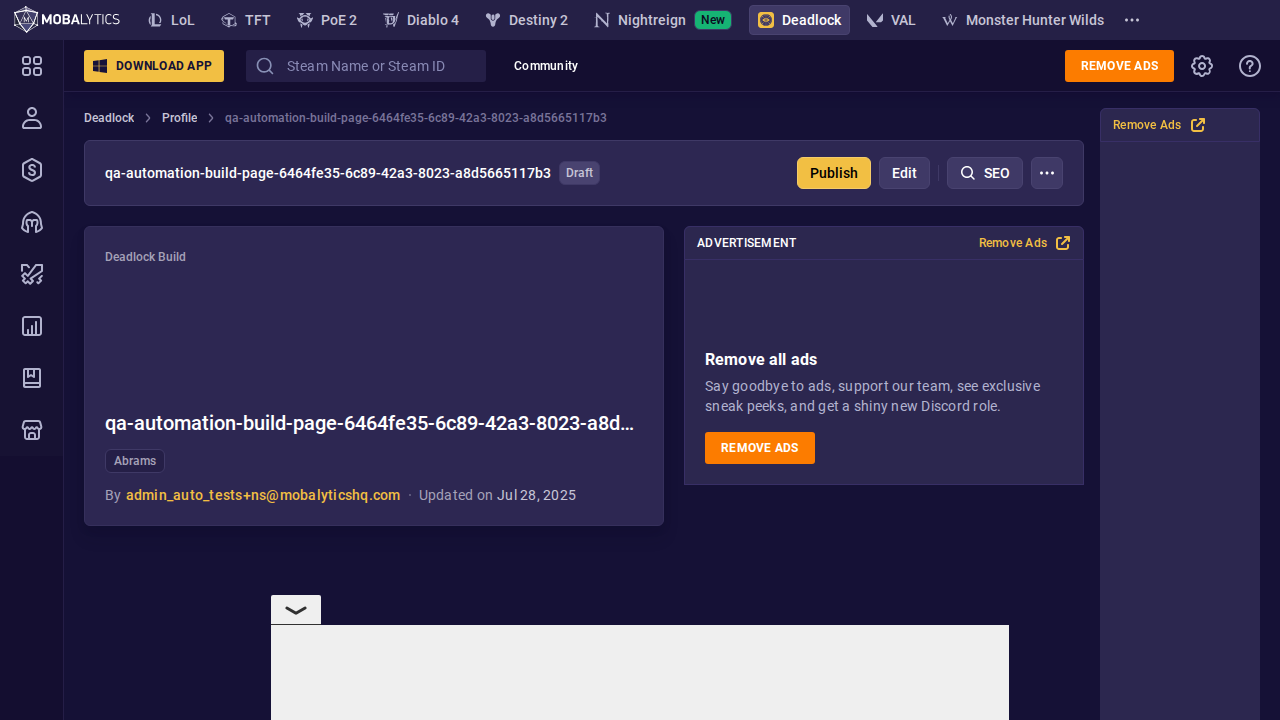 MOBALYTICS LoL TFT PoE 2 Diablo 4 Destiny 2 Nightreign New Deadlock VAL Monster Hunter Wilds
DOWNLOAD APP Steam Name or Steam ID Community REMOVE ADS
Deadlock Profile qa-automation-build-page-6464fe35-6c89-42a3-8023-a8d5665117b3
Remove Ads
qa-automation-build-page-6464fe35-6c89-42a3-8023-a8d5665117b3 Draft Publish Edit SEO
Deadlock Build
ADVERTISEMENT Remove Ads
Remove all ads
Say goodbye to ads, support our team, see exclusive
sneak peeks, and get a shiny new Discord role.
REMOVE ADS
qa-automation-build-page-6464fe35-6c89-42a3-8023-a8d...
Abrams
By admin_auto_tests+ns@mobalyticshq.com · Updated on Jul 28, 2025